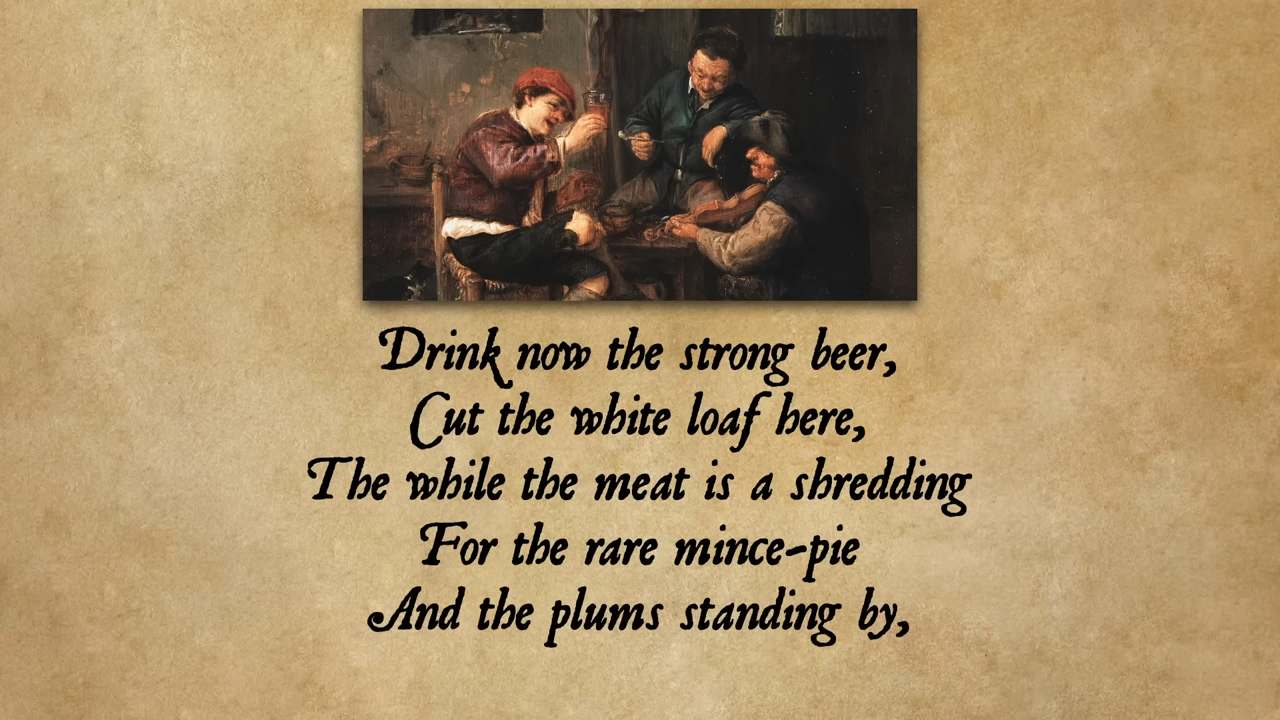 Drink now the strong beer,
Cut the white loaf here,
The while the meat is a shredding
For the rare mince-pie
And the plums standing by,